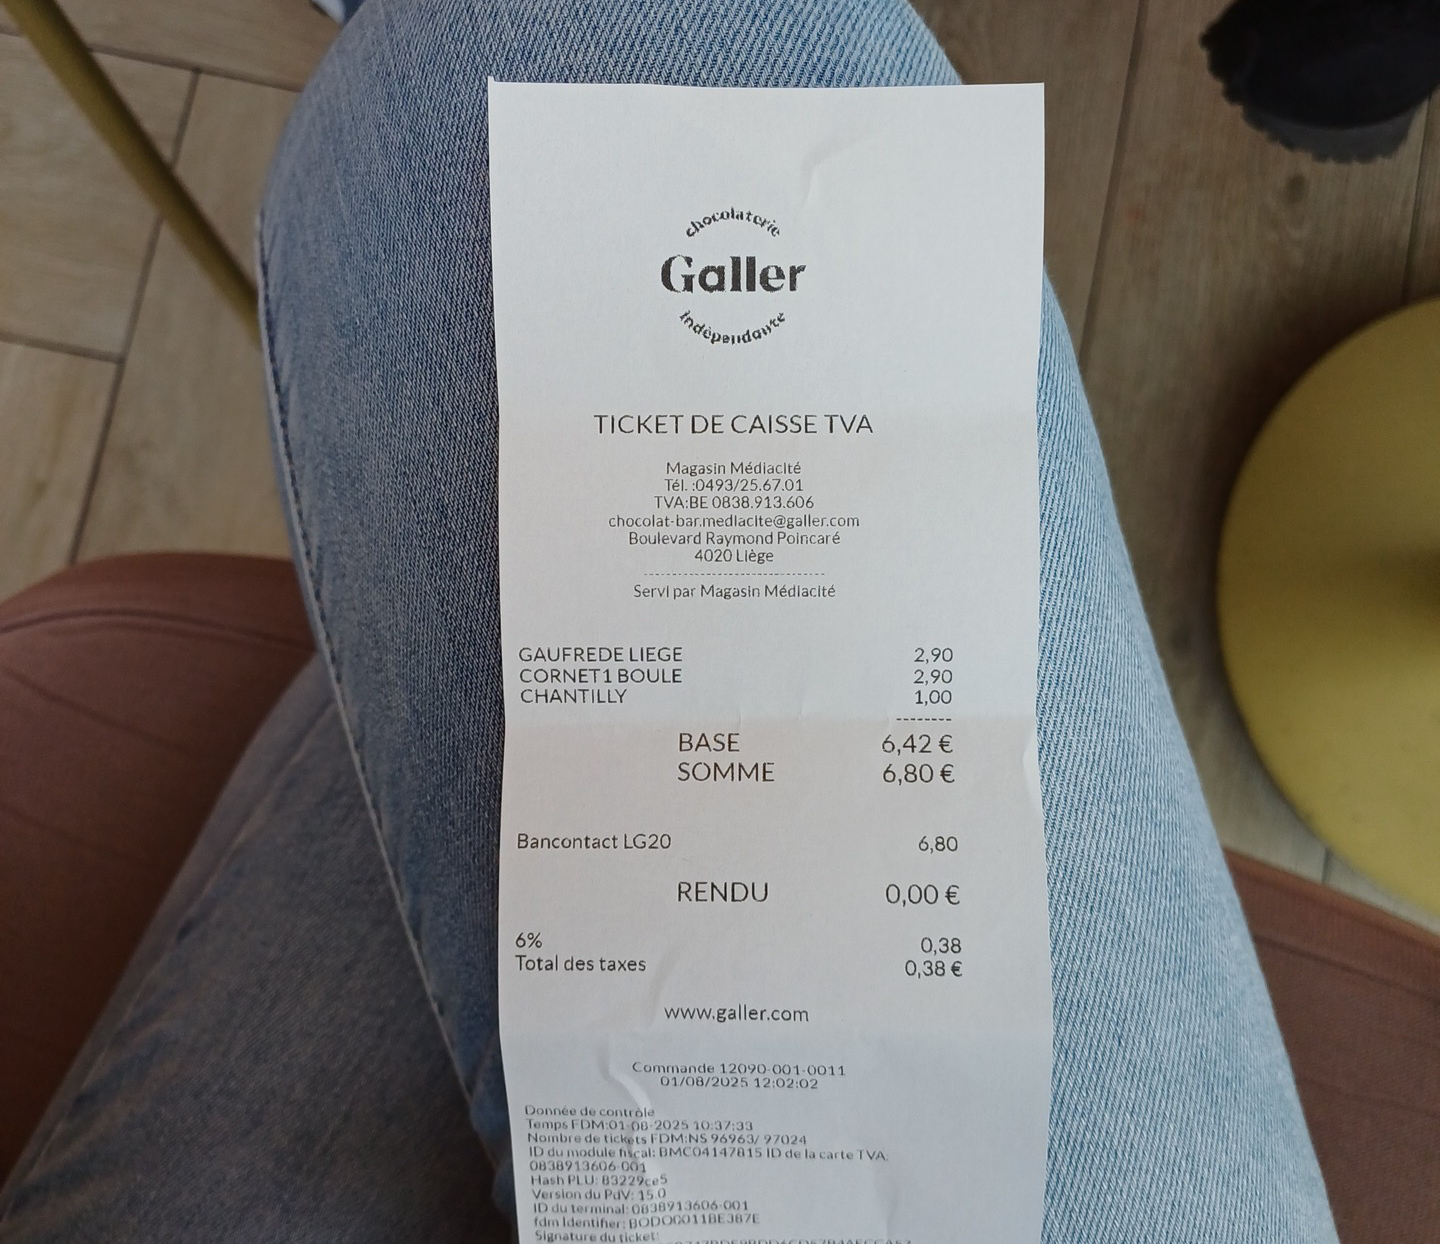 chocolaterie
Galler
indépendante
TICKET DE CAISSE TVA
Magasin Médiacité
Tél. :0493/25.67.01
TVA:BE 0838.913.606
chocolat-bar.mediacite@galler.com
Boulevard Raymond Poincaré
4020 Liège
------------------------------
Servi par Magasin Médiacité
GAUFRE DE LIEGE 2,90
CORNET 1 BOULE 2,90
CHANTILLY 1,00
--------
BASE 6,42 €
SOMME 6,80 €
Bancontact LG20 6,80
RENDU 0,00 €
6% 0,38
Total des taxes 0,38 €
www.galler.com
Commande 12090-001-0011
01/08/2025 12:02:02
Donnée de contrôle
Temps FDM:01-08-2025 10:37:33
Nombre de tickets FDM:NS 96963/ 97024
ID du module fiscal: BMC04147815 ID de la carte TVA:
0838913606-001
Hash PLU: 83229ce5
Version du PdV: 15.0
ID du terminal: 0838913606-001
fdm Identifier:
Signature du ticket: